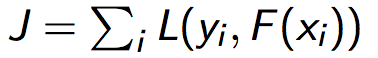 J = ∑ᵢ L(yᵢ, F(xᵢ))